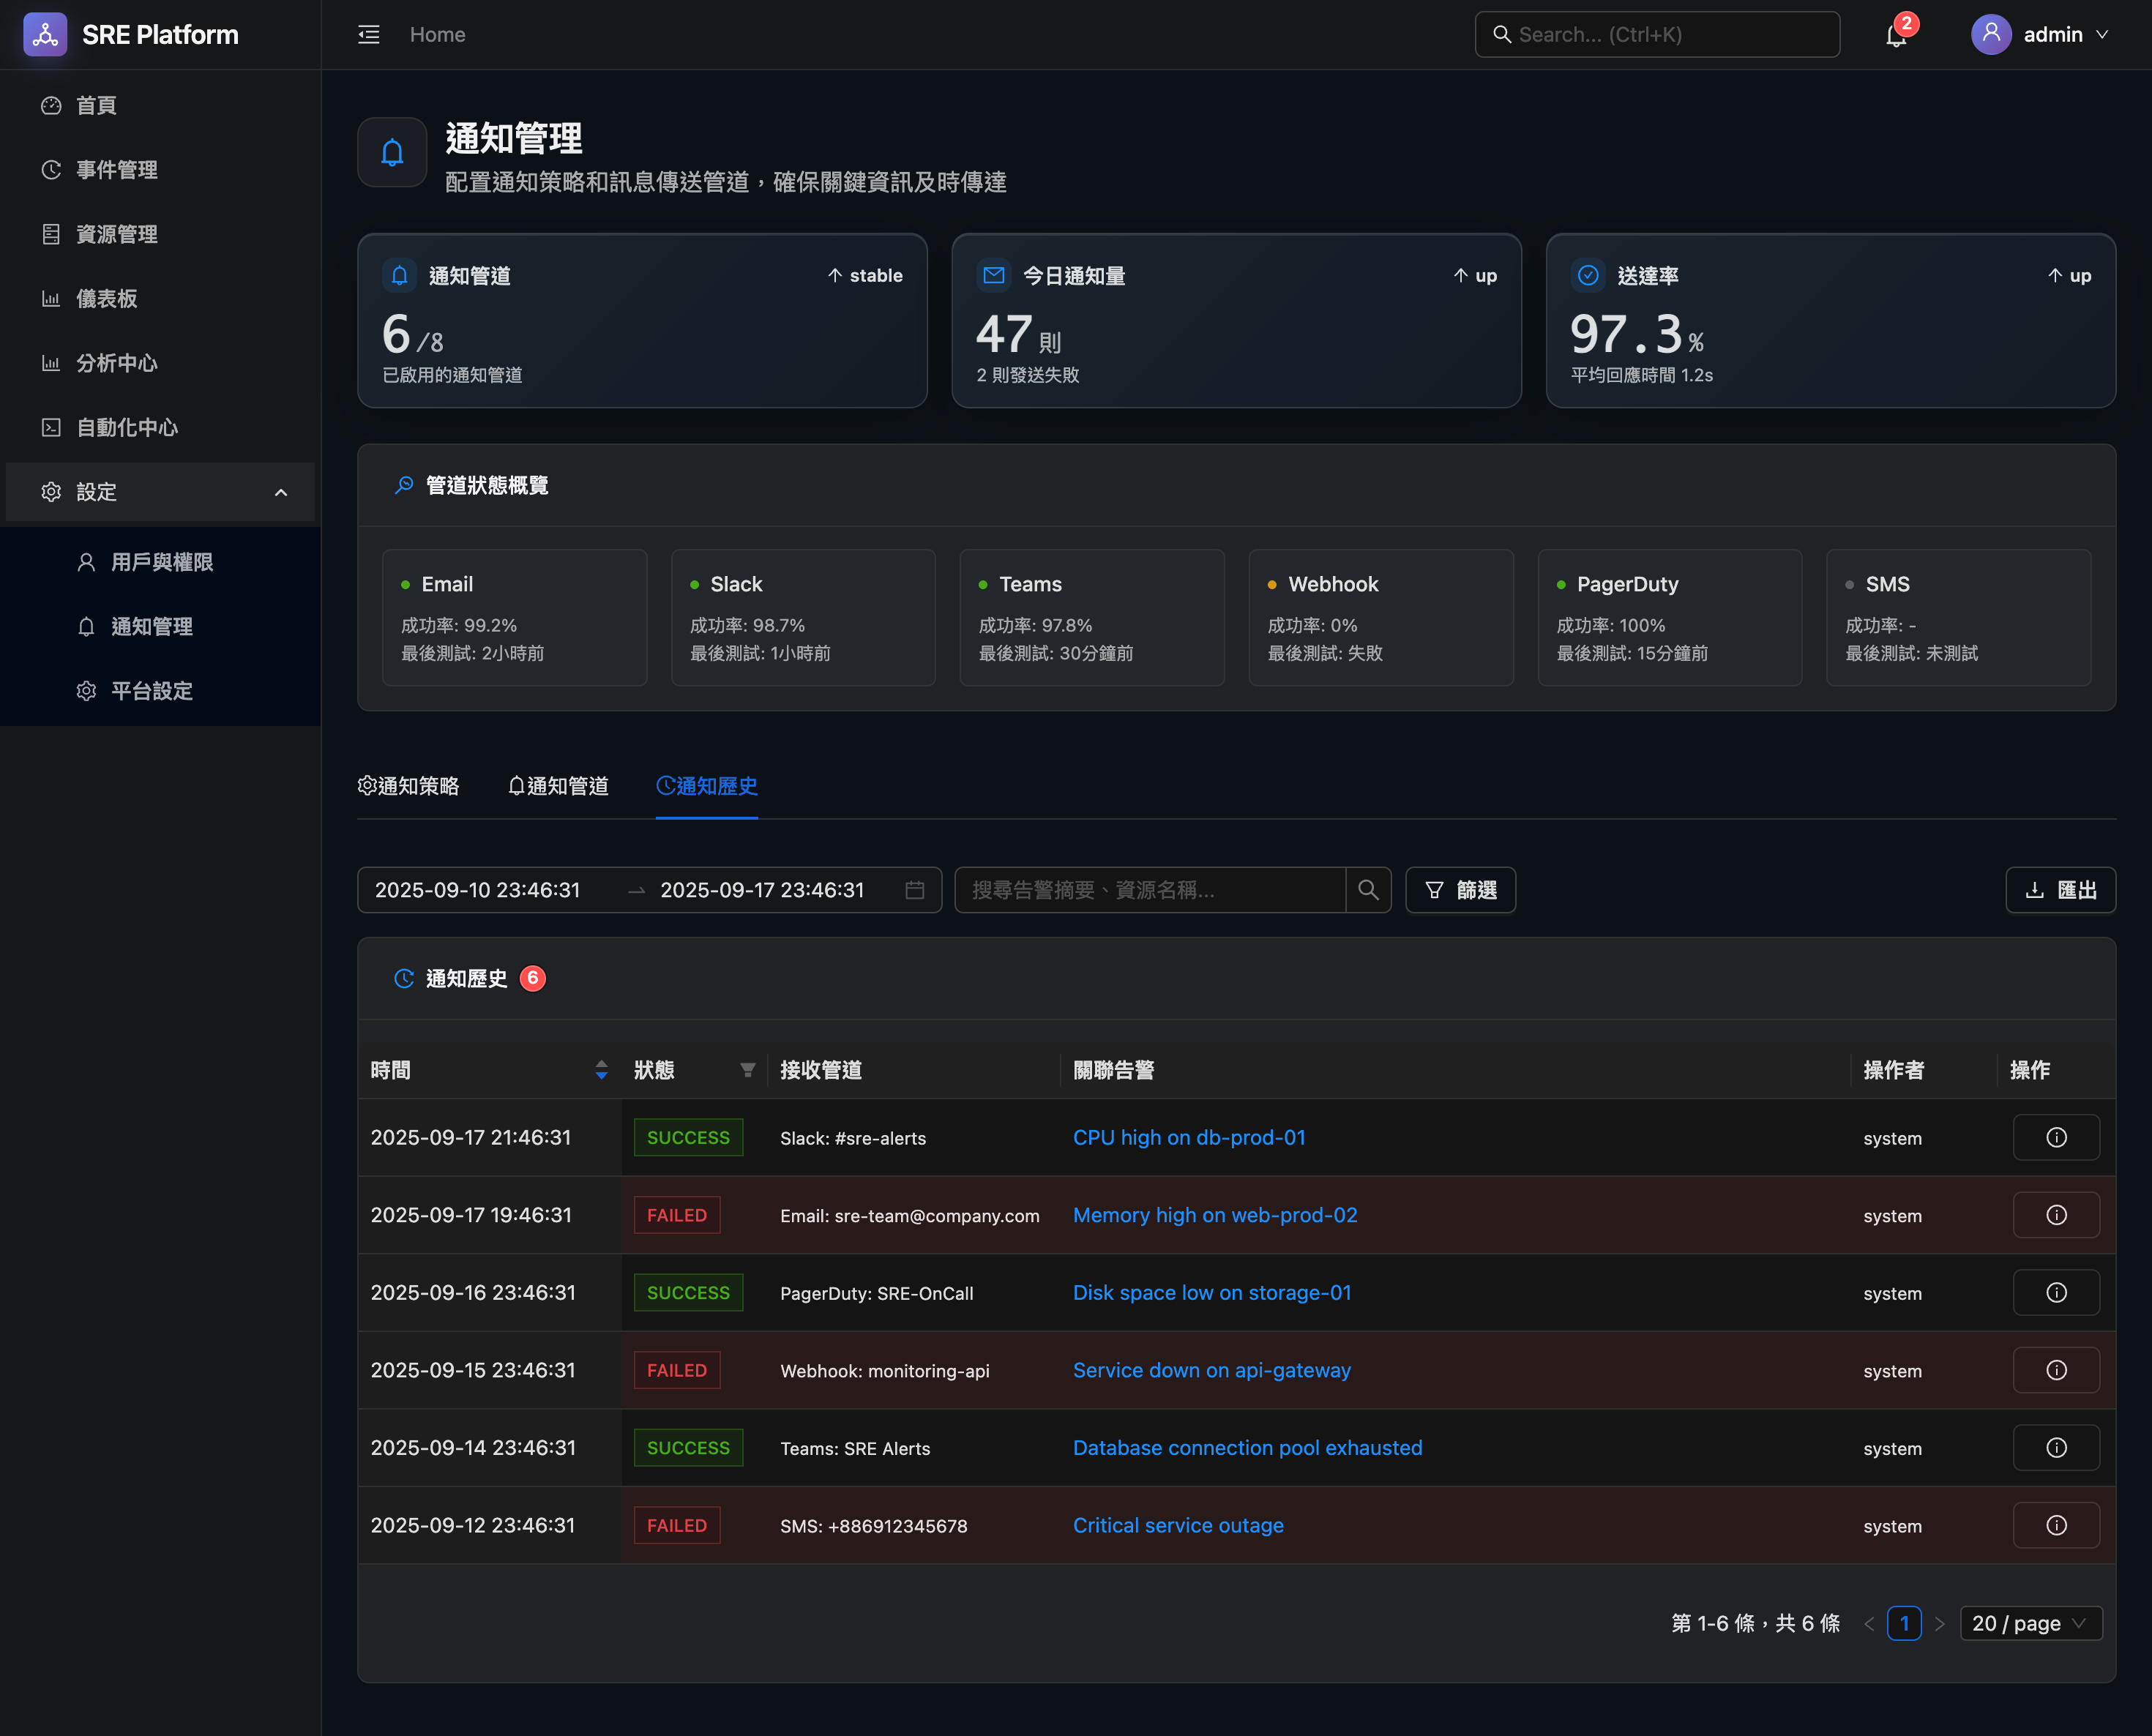 SRE Platform
Home
Search... (Ctrl+K)
2
admin
首頁
事件管理
資源管理
儀表板
分析中心
自動化中心
設定
用戶與權限
通知管理
平台設定
通知管理
配置通知策略和訊息傳送管道，確保關鍵資訊及時傳達
通知管道
stable
6 /8
已啟用的通知管道
今日通知量
up
47 則
2 則發送失敗
送達率
up
97.3 %
平均回應時間 1.2s
管道狀態概覽
Email
成功率: 99.2%
最後測試: 2小時前
Slack
成功率: 98.7%
最後測試: 1小時前
Teams
成功率: 97.8%
最後測試: 30分鐘前
Webhook
成功率: 0%
最後測試: 失敗
PagerDuty
成功率: 100%
最後測試: 15分鐘前
SMS
成功率: -
最後測試: 未測試
通知策略 通知管道 通知歷史
2025-09-10 23:46:31 → 2025-09-17 23:46:31
搜尋告警摘要、資源名稱...
篩選
匯出
通知歷史 6
時間 狀態 接收管道 關聯告警 操作者 操作
2025-09-17 21:46:31 SUCCESS Slack: #sre-alerts CPU high on db-prod-01 system
2025-09-17 19:46:31 FAILED Email: sre-team@company.com Memory high on web-prod-02 system
2025-09-16 23:46:31 SUCCESS PagerDuty: SRE-OnCall Disk space low on storage-01 system
2025-09-15 23:46:31 FAILED Webhook: monitoring-api Service down on api-gateway system
2025-09-14 23:46:31 SUCCESS Teams: SRE Alerts Database connection pool exhausted system
2025-09-12 23:46:31 FAILED SMS: +886912345678 Critical service outage system
第 1-6 條，共 6 條 < 1 > 20 / page